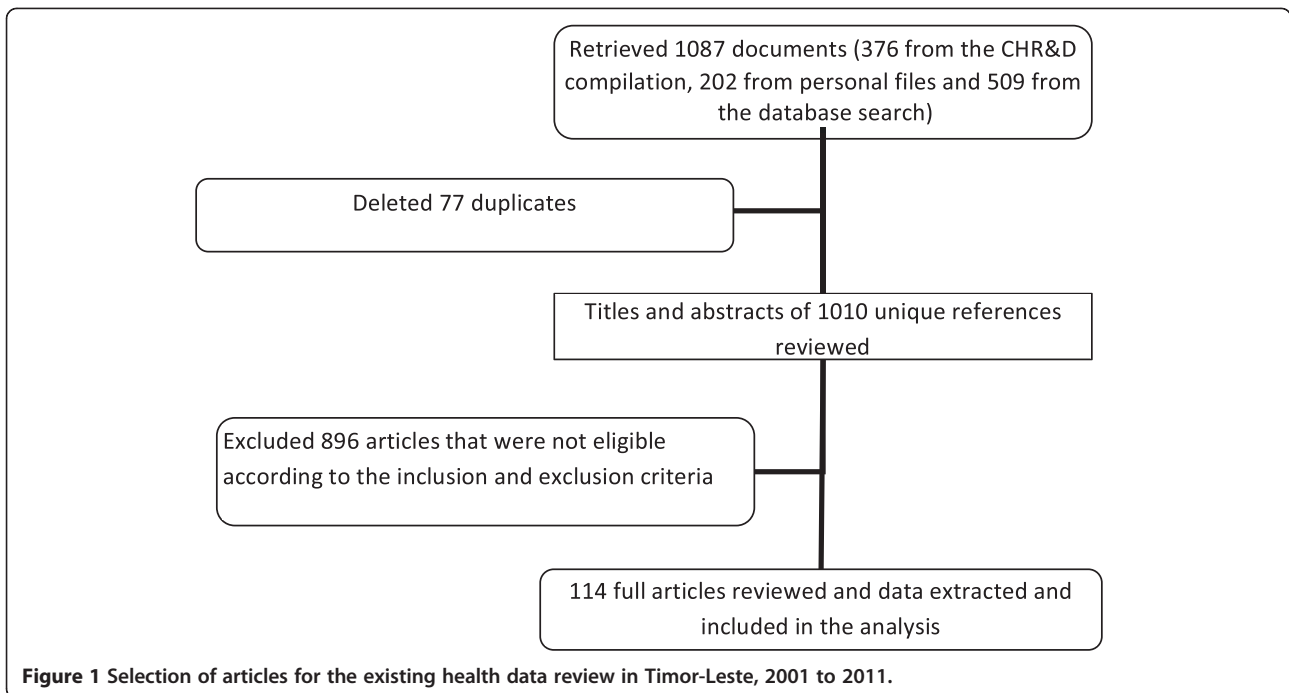 Retrieved 1087 documents (376 from the CHR&D
compilation, 202 from personal files and 509 from
the database search)
Deleted 77 duplicates
Titles and abstracts of 1010 unique references
reviewed
Excluded 896 articles that were not eligible
according to the inclusion and exclusion criteria
114 full articles reviewed and data extracted and
included in the analysis
Figure 1 Selection of articles for the existing health data review in Timor-Leste, 2001 to 2011.